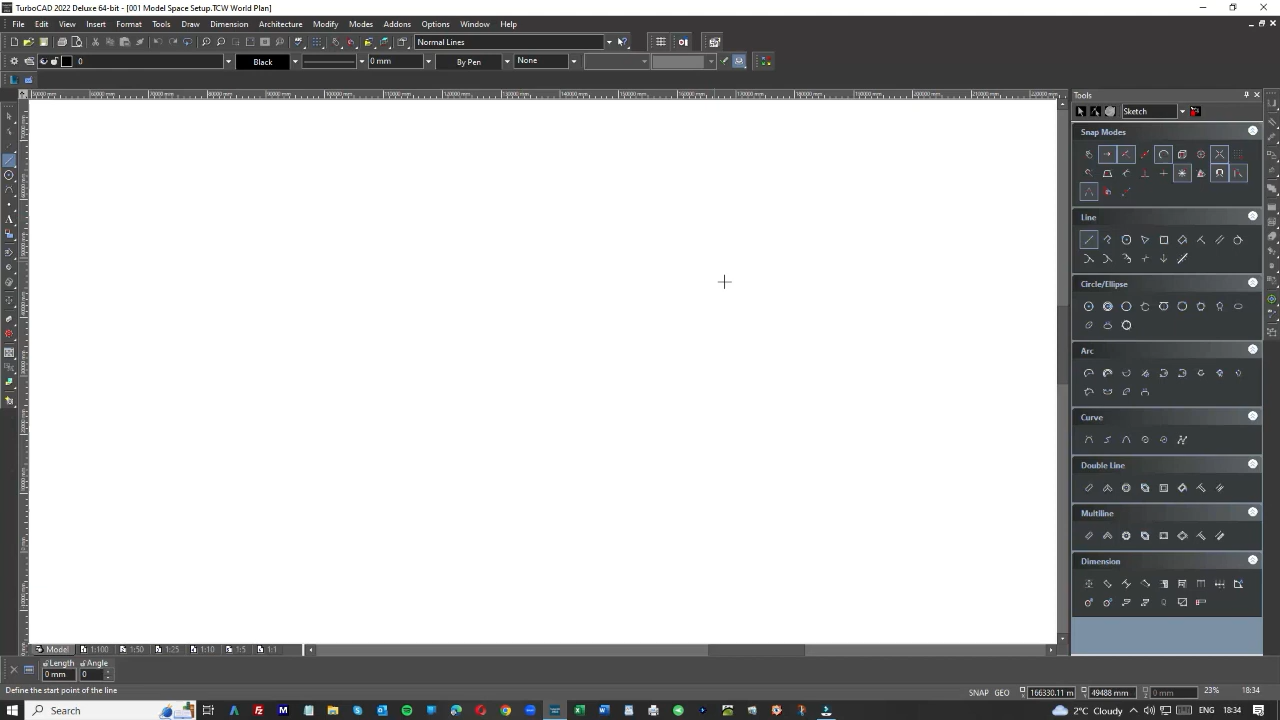 TurboCAD 2022 Deluxe 64-bit - [001 Model Space Setup.TCW World Plan]
File Edit View Insert Format Tools Draw Dimension Architecture Modify Modes Addons Options Window Help
Normal Lines
0 Black 0 mm By Pen None
Tools
Sketch
Snap Modes
Line
Circle/Ellipse
Arc
Curve
Double Line
Multiline
Dimension
Model 1:100 1:50 1:25 1:10 1:5 1:1
Length Angle
0 mm 0
Define the start point of the line
SNAP GEO 166330.11 m 49488 mm 0 mm 23% 18:34
Search
2°C Cloudy ENG 18:34